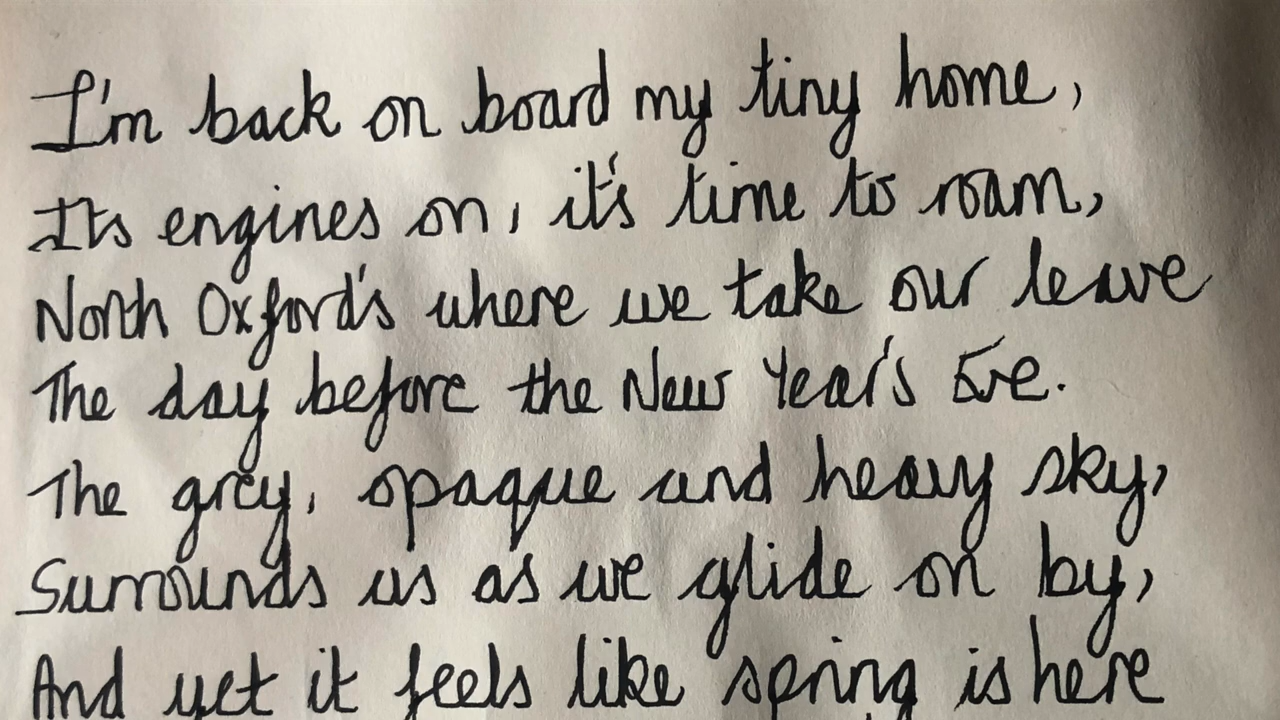 I'm back on board my tiny home,
Its engines on, it's time to roam,
North Oxford's where we take our leave
The day before the New Year's Eve.
The grey, opaque and heavy sky,
Surrounds us as we glide on by,
And yet it feels like spring is here